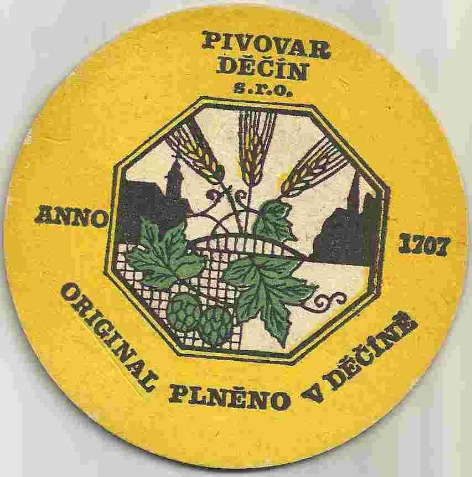 PIVOVAR
DĚČÍN
s.r.o.
ANNO 1707
ORIGINAL PLNĚNO V DĚČÍNĚ